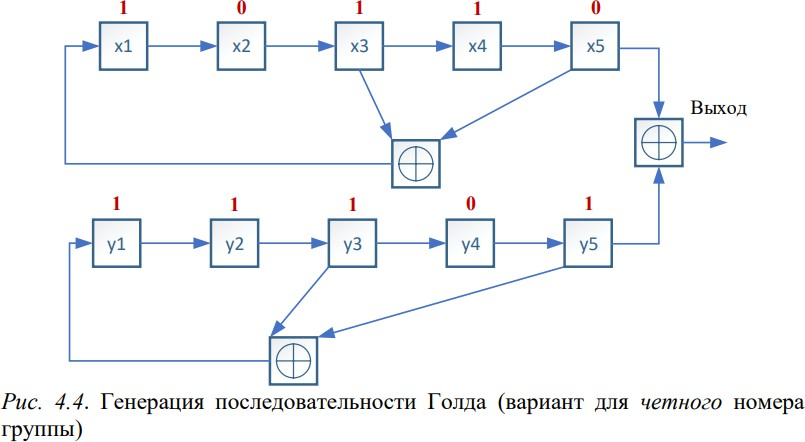 1 0 1 1 0
x1 x2 x3 x4 x5
Выход
1 1 1 0 1
y1 y2 y3 y4 y5
Рис. 4.4. Генерация последовательности Голда (вариант для четного номера
группы)